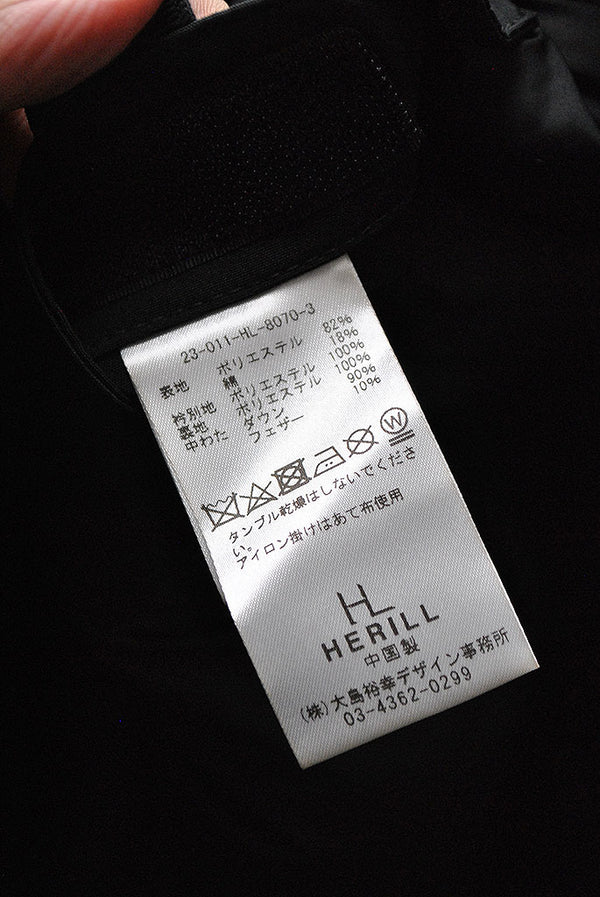 23-011-HL-8070-3
表地 ポリエステル 82%
綿 18%
衿別地 ポリエステル 100%
裏地 ポリエステル 100%
中わた ダウン 90%
フェザー 10%
W
タンブル乾燥はしないでくださ
い。
アイロン掛けはあて布使用
HL
HERILL
中国製
(株)大島裕幸デザイン事務所
03-4362-0299